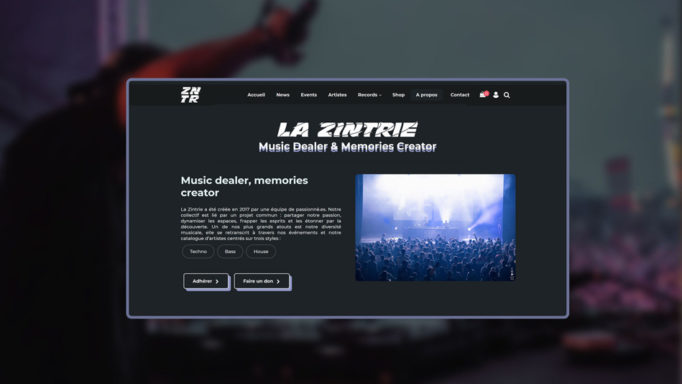 ZN
TR
Accueil News Events Artistes Records Shop A propos Contact
LA ZINTRIE
Music Dealer & Memories Creator
Music dealer, memories
creator
La Zintrie a été créée en 2017 par une équipe de passionné·es. Notre
collectif est lié par un projet commun : partager notre passion,
dynamiser les espaces, frapper les esprits et les étonner par la
découverte. Un de nos plus grands atouts est notre diversité
musicale, elle se retranscrit à travers nos événements et notre
catalogue d'artistes centrés sur trois styles :
Techno Bass House
Adhérer Faire un don